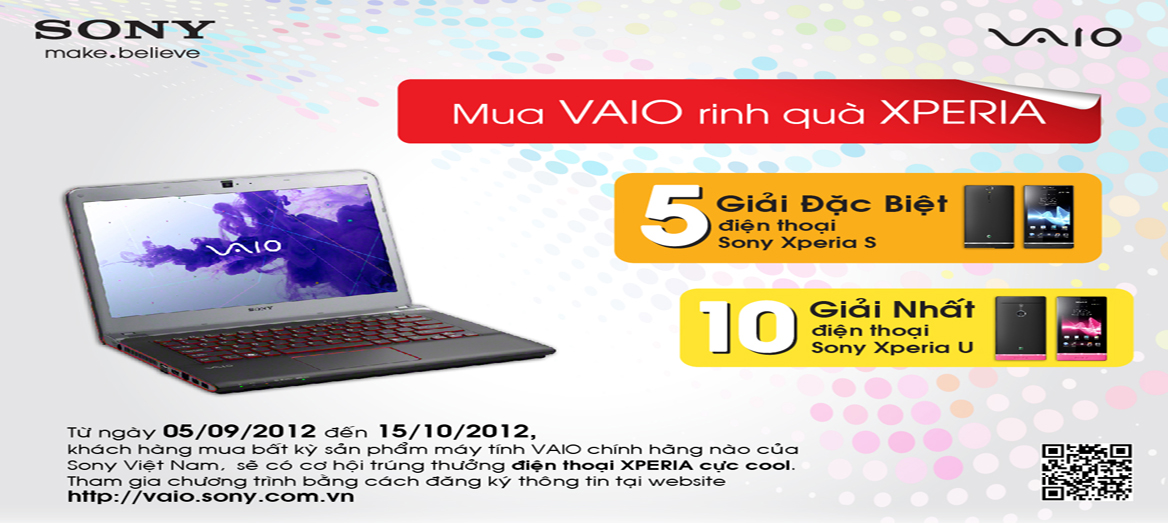 SONY
make.believe
VAIO
Mua VAIO rinh quà XPERIA
5 Giải Đặc Biệt
điện thoại
Sony Xperia S
10 Giải Nhất
điện thoại
Sony Xperia U
VAIO
SONY
VAIO
Từ ngày 05/09/2012 đến 15/10/2012,
khách hàng mua bất kỳ sản phẩm máy tính VAIO chính hãng nào của
Sony Việt Nam, sẽ có cơ hội trúng thưởng điện thoại XPERIA cực cool.
Tham gia chương trình bằng cách đăng ký thông tin tại website
http://vaio.sony.com.vn